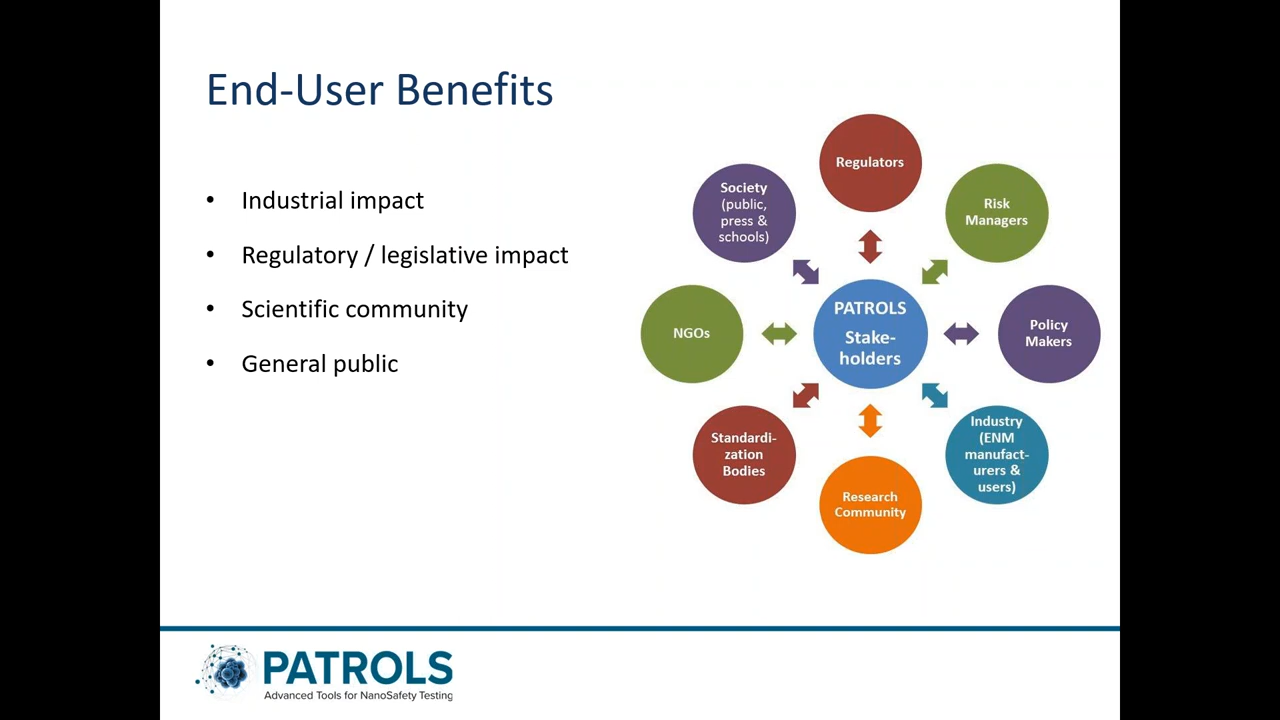 End-User Benefits
• Industrial impact
• Regulatory / legislative impact
• Scientific community
• General public
Regulators
Risk
Managers
Policy
Makers
Industry
(ENM
manufact-
urers &
users)
Research
Community
Standardi-
zation
Bodies
NGOs
Society
(public,
press &
schools)
PATROLS
Stake-
holders
PATROLS
Advanced Tools for NanoSafety Testing